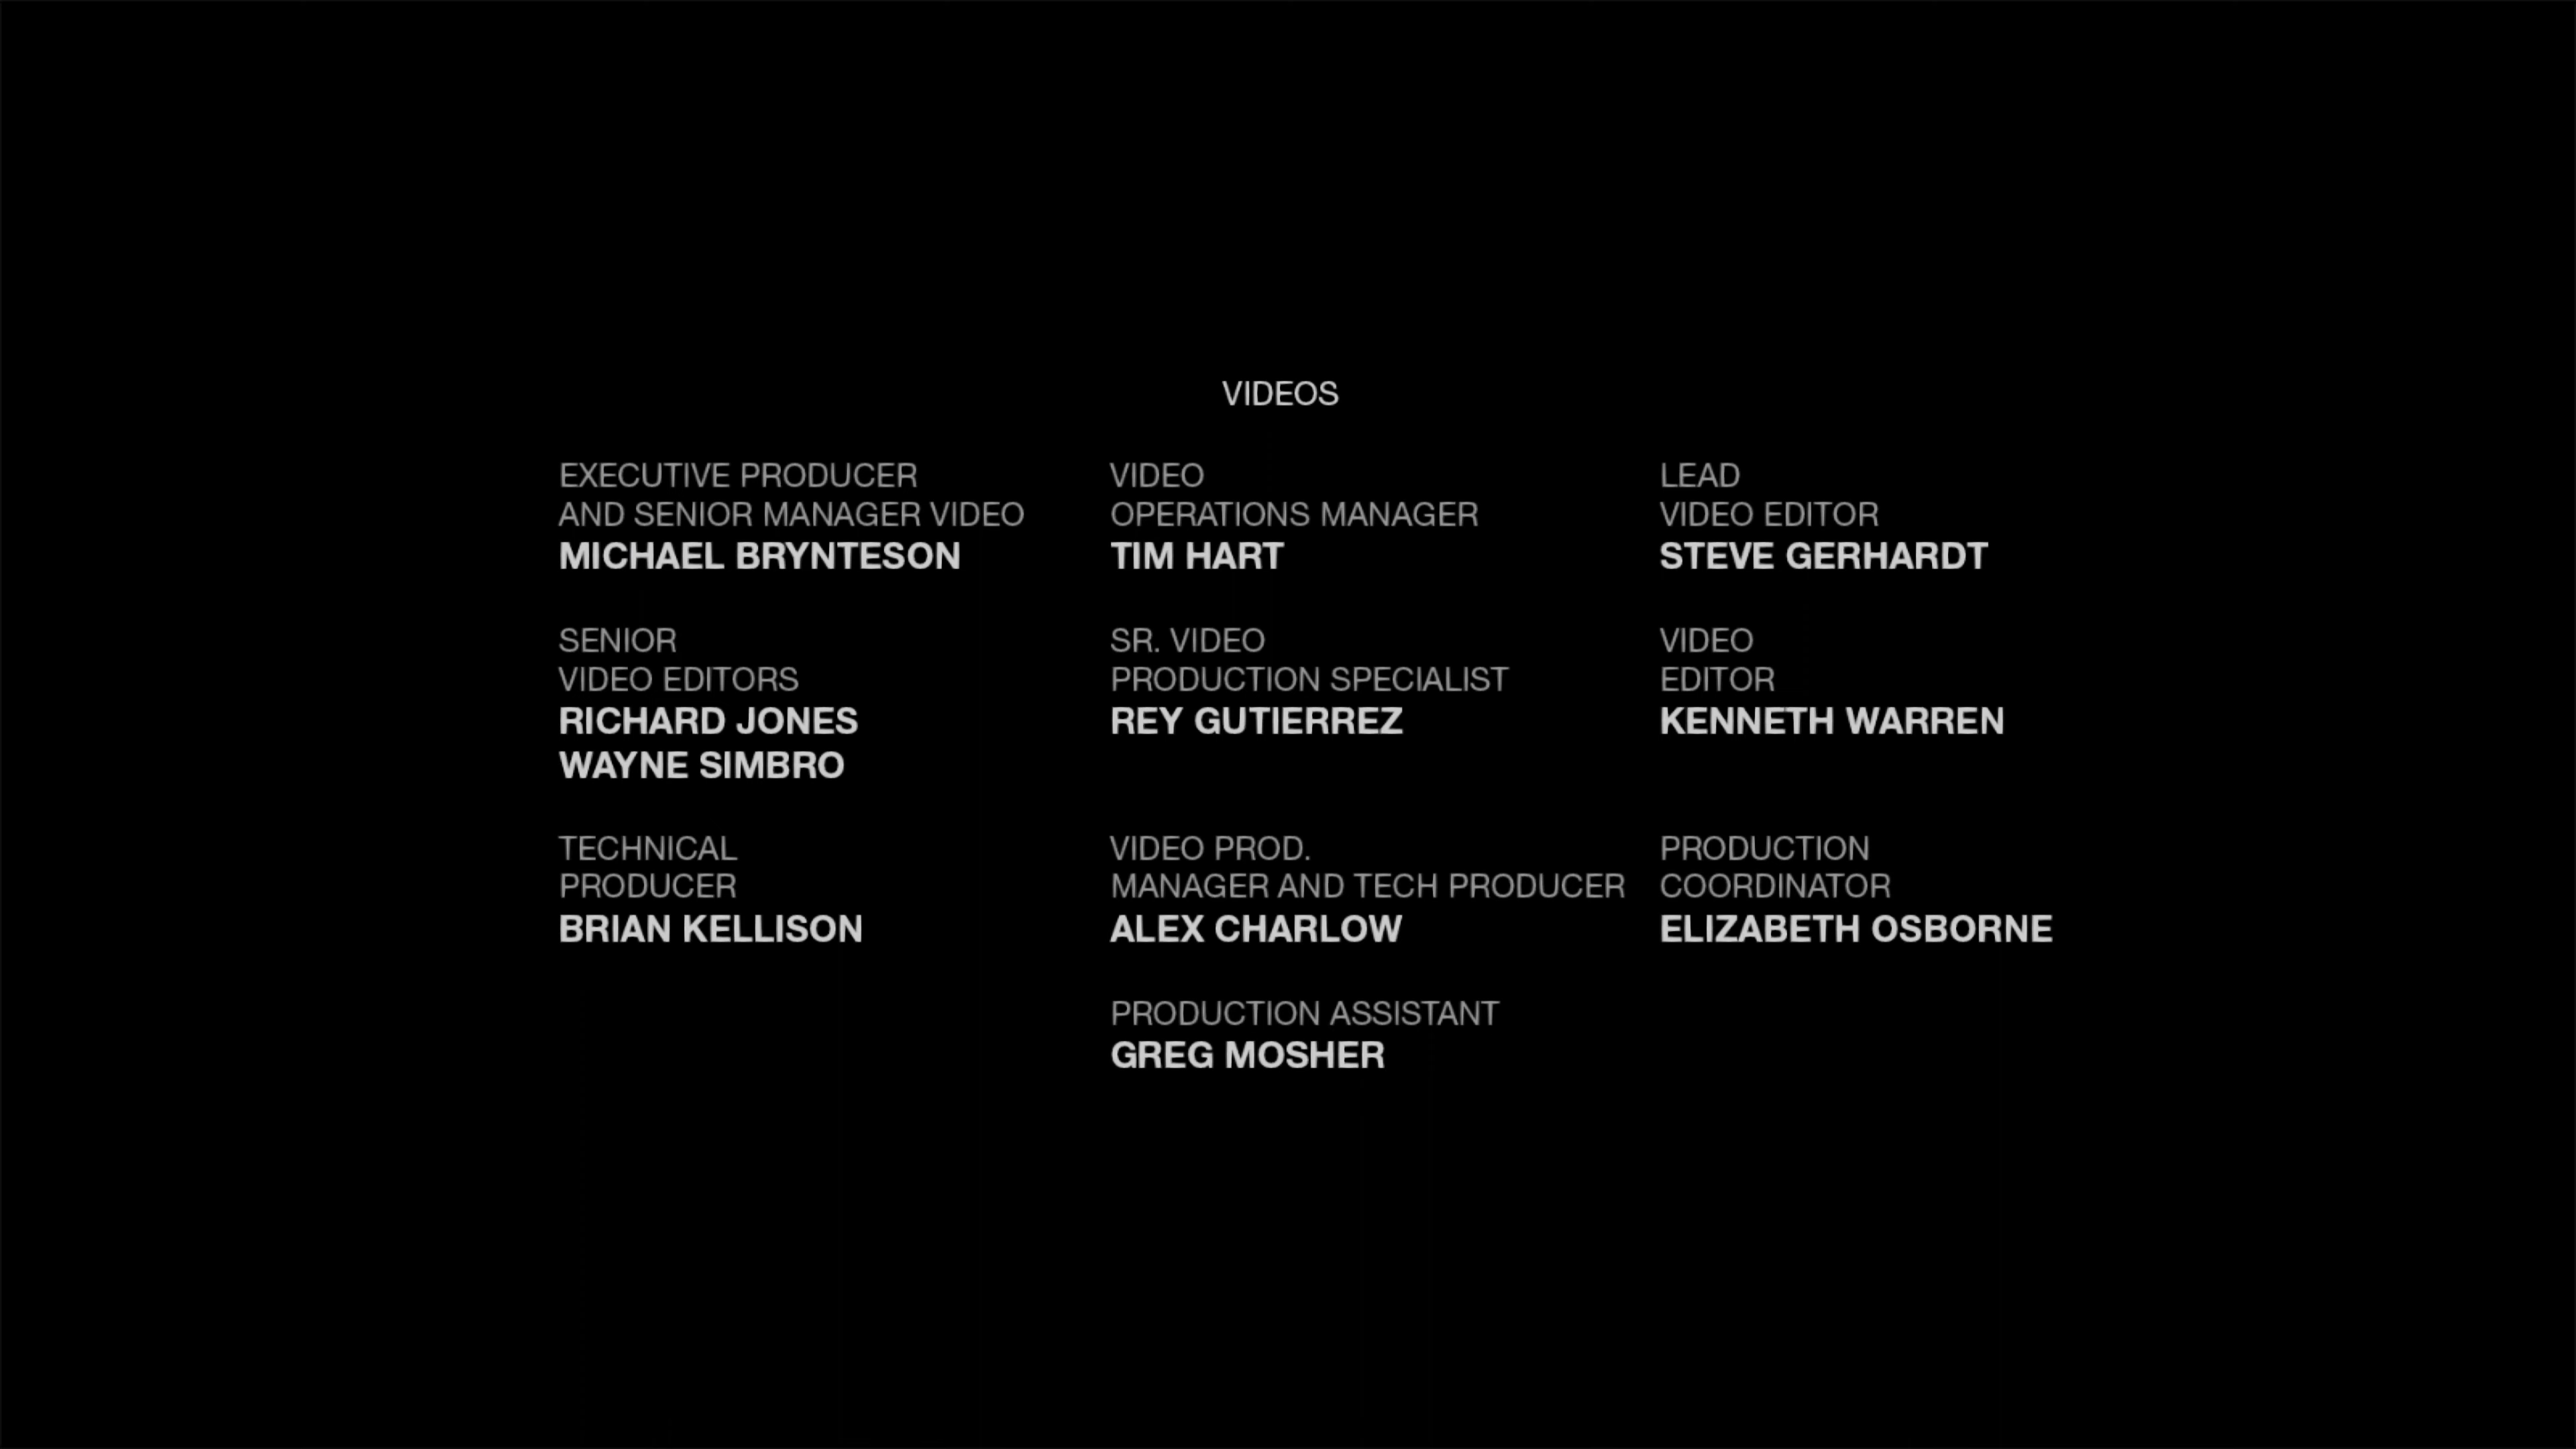 VIDEOS
EXECUTIVE PRODUCER
AND SENIOR MANAGER VIDEO
MICHAEL BRYNTESON
VIDEO
OPERATIONS MANAGER
TIM HART
LEAD
VIDEO EDITOR
STEVE GERHARDT
SENIOR
VIDEO EDITORS
RICHARD JONES
WAYNE SIMBRO
SR. VIDEO
PRODUCTION SPECIALIST
REY GUTIERREZ
VIDEO
EDITOR
KENNETH WARREN
TECHNICAL
PRODUCER
BRIAN KELLISON
VIDEO PROD.
MANAGER AND TECH PRODUCER
ALEX CHARLOW
PRODUCTION
COORDINATOR
ELIZABETH OSBORNE
PRODUCTION ASSISTANT
GREG MOSHER